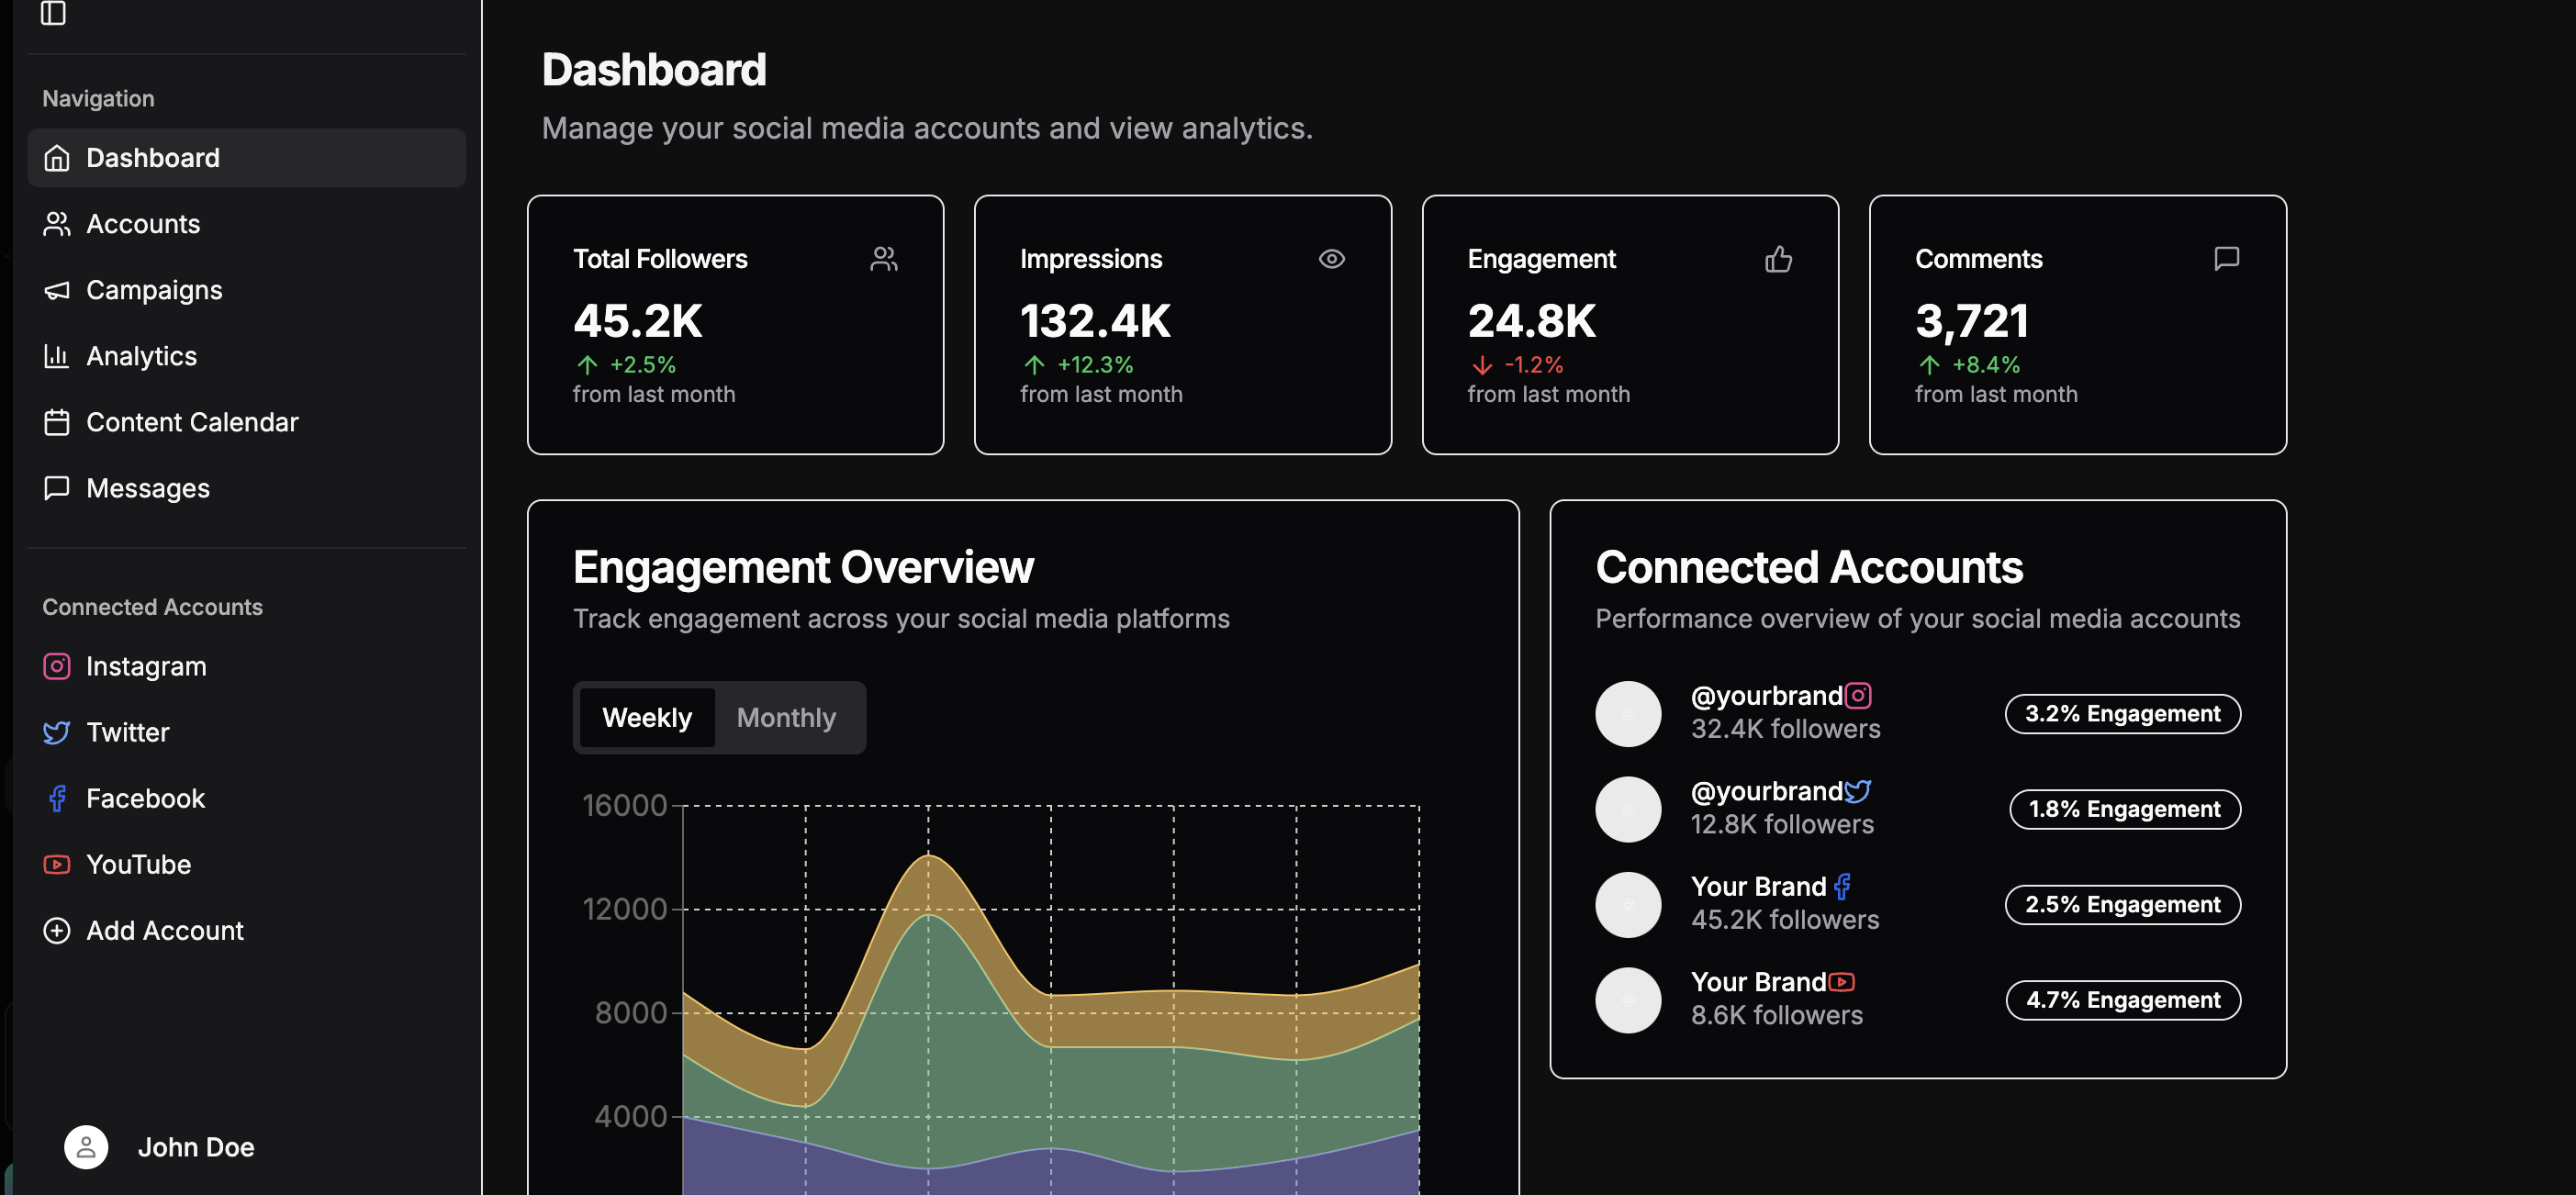 Navigation
Dashboard
Accounts
Campaigns
Analytics
Content Calendar
Messages
Connected Accounts
Instagram
Twitter
Facebook
YouTube
Add Account
John Doe
Dashboard
Manage your social media accounts and view analytics.
Total Followers
45.2K
+2.5%
from last month
Impressions
132.4K
+12.3%
from last month
Engagement
24.8K
-1.2%
from last month
Comments
3,721
+8.4%
from last month
Engagement Overview
Track engagement across your social media platforms
Weekly Monthly
16000
12000
8000
4000
Connected Accounts
Performance overview of your social media accounts
@yourbrand
32.4K followers
3.2% Engagement
@yourbrand
12.8K followers
1.8% Engagement
Your Brand
45.2K followers
2.5% Engagement
Your Brand
8.6K followers
4.7% Engagement